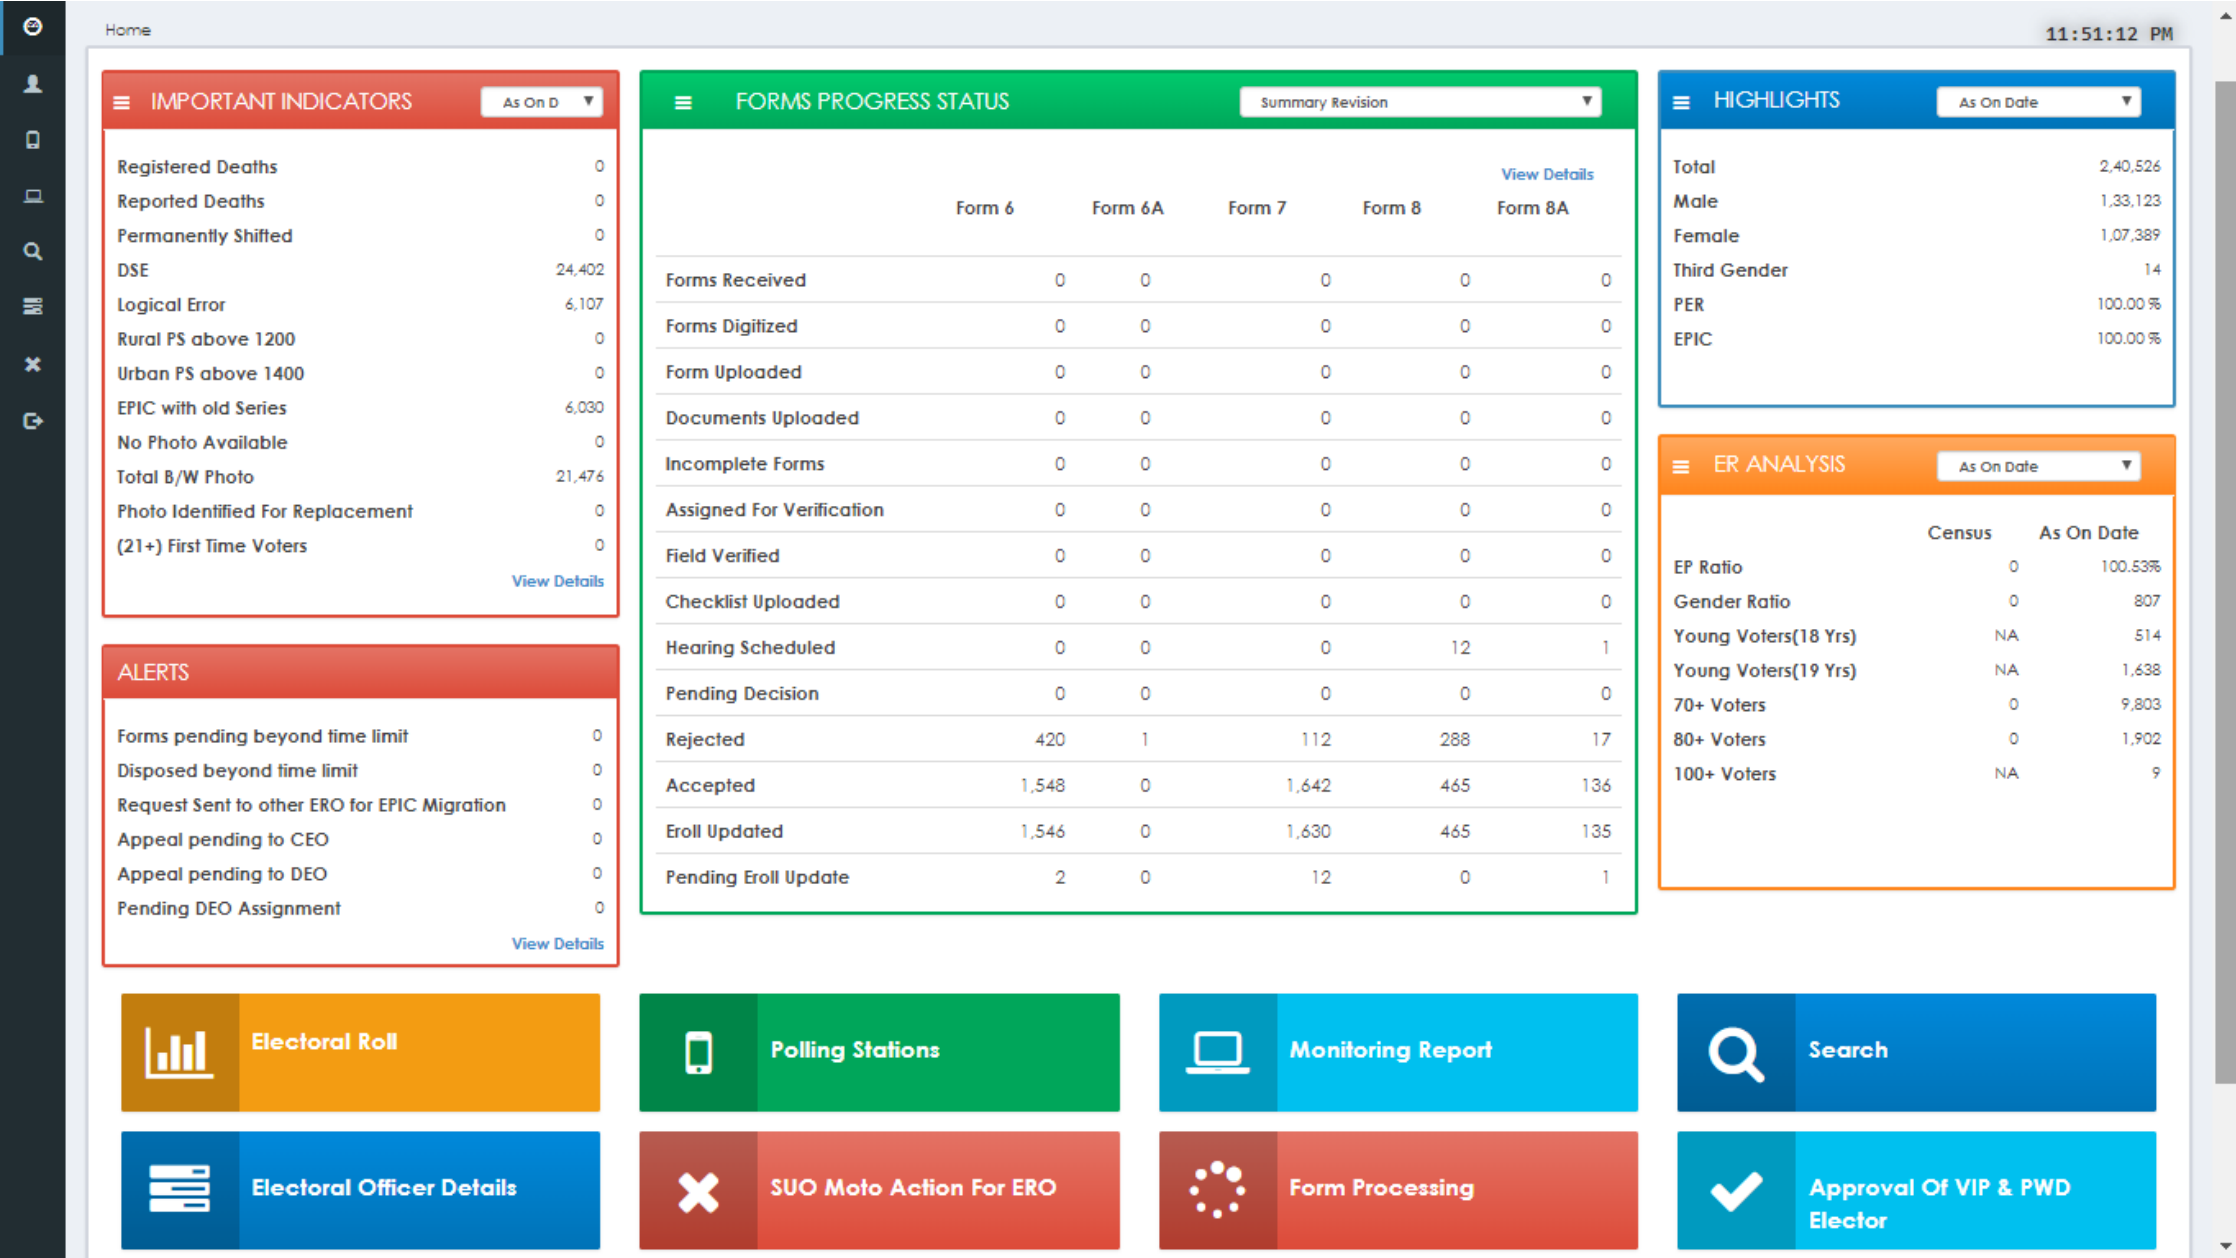 Home
11:51:12 PM
IMPORTANT INDICATORS As On D
Registered Deaths 0
Reported Deaths 0
Permanently Shifted 0
DSE 24,402
Logical Error 6,107
Rural PS above 1200 0
Urban PS above 1400 0
EPIC with old Series 6,030
No Photo Available 0
Total B/W Photo 21,476
Photo Identified For Replacement 0
(21+) First Time Voters 0
View Details
ALERTS
Forms pending beyond time limit 0
Disposed beyond time limit 0
Request Sent to other ERO for EPIC Migration 0
Appeal pending to CEO 0
Appeal pending to DEO 0
Pending DEO Assignment 0
View Details
FORMS PROGRESS STATUS Summary Revision
View Details
Form 6 Form 6A Form 7 Form 8 Form 8A
Forms Received 0 0 0 0 0
Forms Digitized 0 0 0 0 0
Form Uploaded 0 0 0 0 0
Documents Uploaded 0 0 0 0 0
Incomplete Forms 0 0 0 0 0
Assigned For Verification 0 0 0 0 0
Field Verified 0 0 0 0 0
Checklist Uploaded 0 0 0 0 0
Hearing Scheduled 0 0 0 12 1
Pending Decision 0 0 0 0 0
Rejected 420 1 112 288 17
Accepted 1,548 0 1,642 465 136
Eroll Updated 1,546 0 1,630 465 135
Pending Eroll Update 2 0 12 0 1
HIGHLIGHTS As On Date
Total 2,40,526
Male 1,33,123
Female 1,07,389
Third Gender 14
PER 100.00 %
EPIC 100.00 %
ER ANALYSIS As On Date
Census As On Date
EP Ratio 0 100.53%
Gender Ratio 0 807
Young Voters(18 Yrs) NA 514
Young Voters(19 Yrs) NA 1,638
70+ Voters 0 9,803
80+ Voters 0 1,902
100+ Voters NA 9
Electoral Roll
Polling Stations
Monitoring Report
Search
Electoral Officer Details
SUO Moto Action For ERO
Form Processing
Approval Of VIP & PWD
Elector